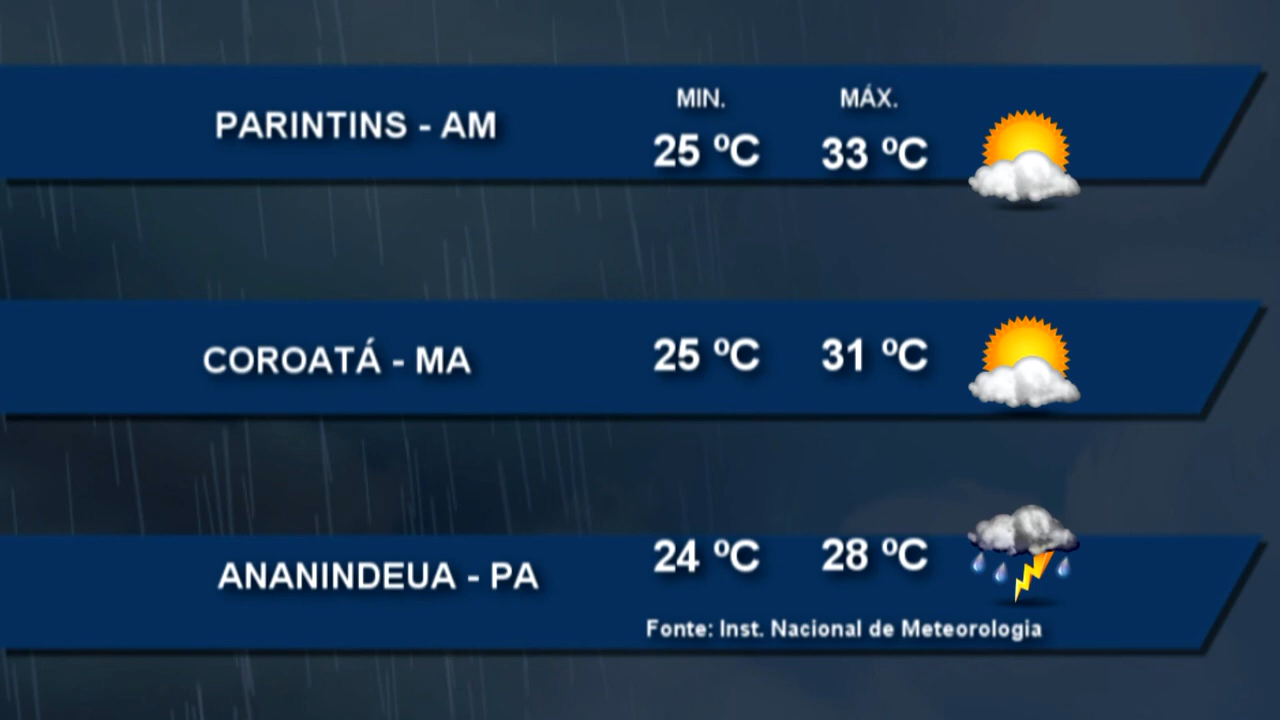 MIN. MÁX.
PARINTINS - AM 25 ºC 33 ºC
COROATÁ - MA 25 ºC 31 ºC
ANANINDEUA - PA 24 ºC 28 ºC
Fonte: Inst. Nacional de Meteorologia